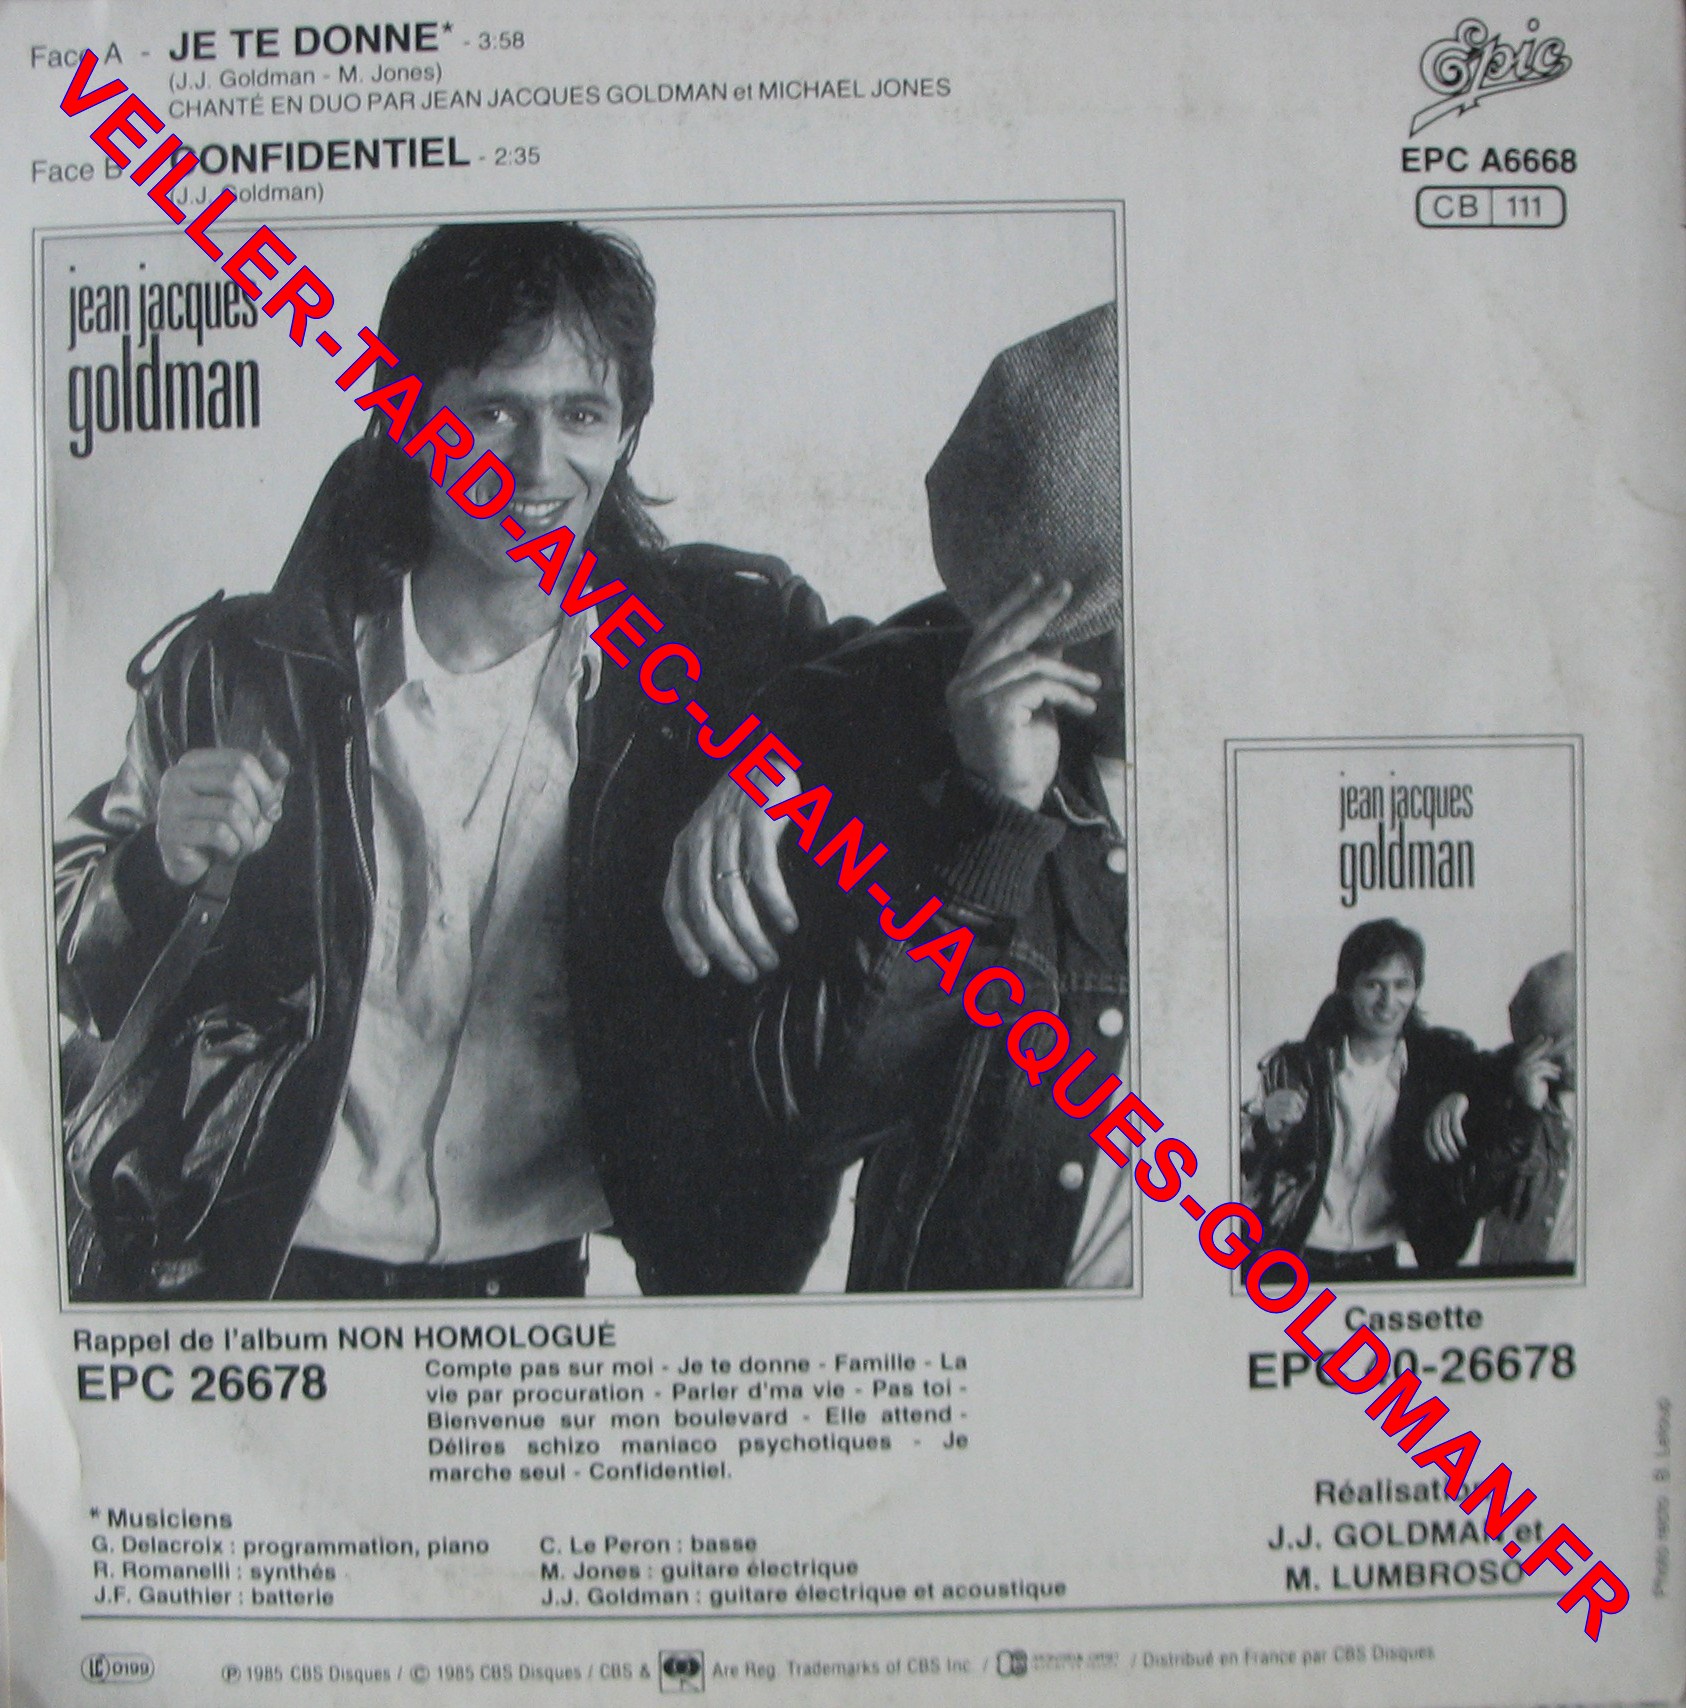 Face A - JE TE DONNE* - 3:58
(J.J. Goldman - M. Jones)
CHANTÉ EN DUO PAR JEAN JACQUES GOLDMAN et MICHAEL JONES
Face B - CONFIDENTIEL - 2:35
(J.J. Goldman)
Epic
EPC A6668
CB 111
jean jacques
goldman
jean jacques
goldman
VEILLER-TARD-AVEC-JEAN-JACQUES-GOLDMAN.FR
Rappel de l'album NON HOMOLOGUÉ
EPC 26678
Compte pas sur moi - Je te donne - Famille - La
vie par procuration - Parler d'ma vie - Pas toi -
Bienvenue sur mon boulevard - Elle attend -
Délires schizo maniaco psychotiques - Je
marche seul - Confidentiel.
Cassette
EPC 40-26678
Réalisation
J.J. GOLDMAN et
M. LUMBROSO
* Musiciens
G. Delacroix : programmation, piano
R. Romanelli : synthés
J.F. Gauthier : batterie
C. Le Peron : basse
M. Jones : guitare électrique
J.J. Goldman : guitare électrique et acoustique
Photo recto : B. Leloup
LC 0199
℗ 1985 CBS Disques / © 1985 CBS Disques / CBS & Are Reg. Trademarks of CBS Inc. / / Distribué en France par CBS Disques